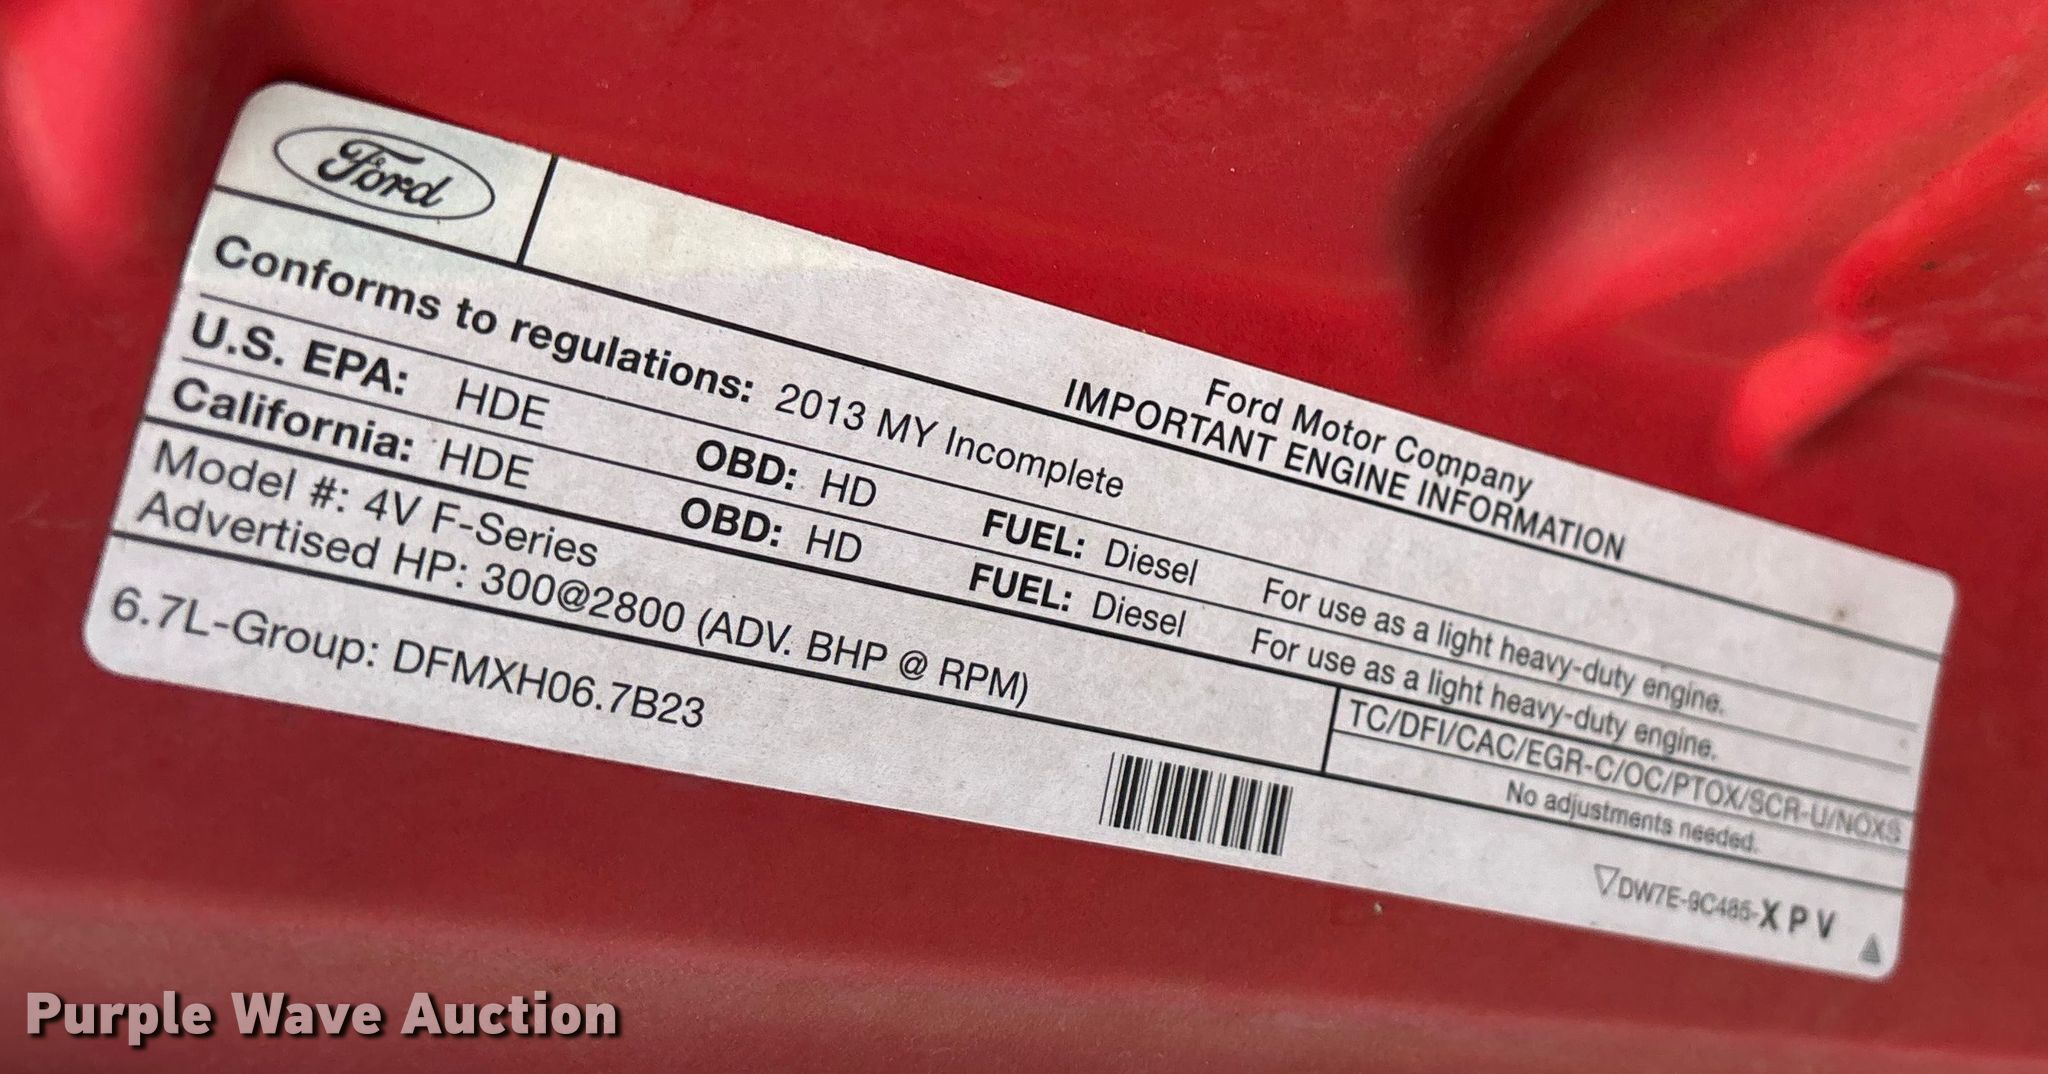 Ford
Ford Motor Company
IMPORTANT ENGINE INFORMATION
Conforms to regulations: 2013 MY Incomplete
U.S. EPA: HDE OBD: HD FUEL: Diesel For use as a light heavy-duty engine.
California: HDE OBD: HD FUEL: Diesel For use as a light heavy-duty engine.
Model #: 4V F-Series
Advertised HP: 300@2800 (ADV. BHP @ RPM)
TC/DFI/CAC/EGR-C/OC/PTOX/SCR-U/NOXS
No adjustments needed.
6.7L-Group: DFMXH06.7B23
DW7E-9C485-XPV
Purple Wave Auction